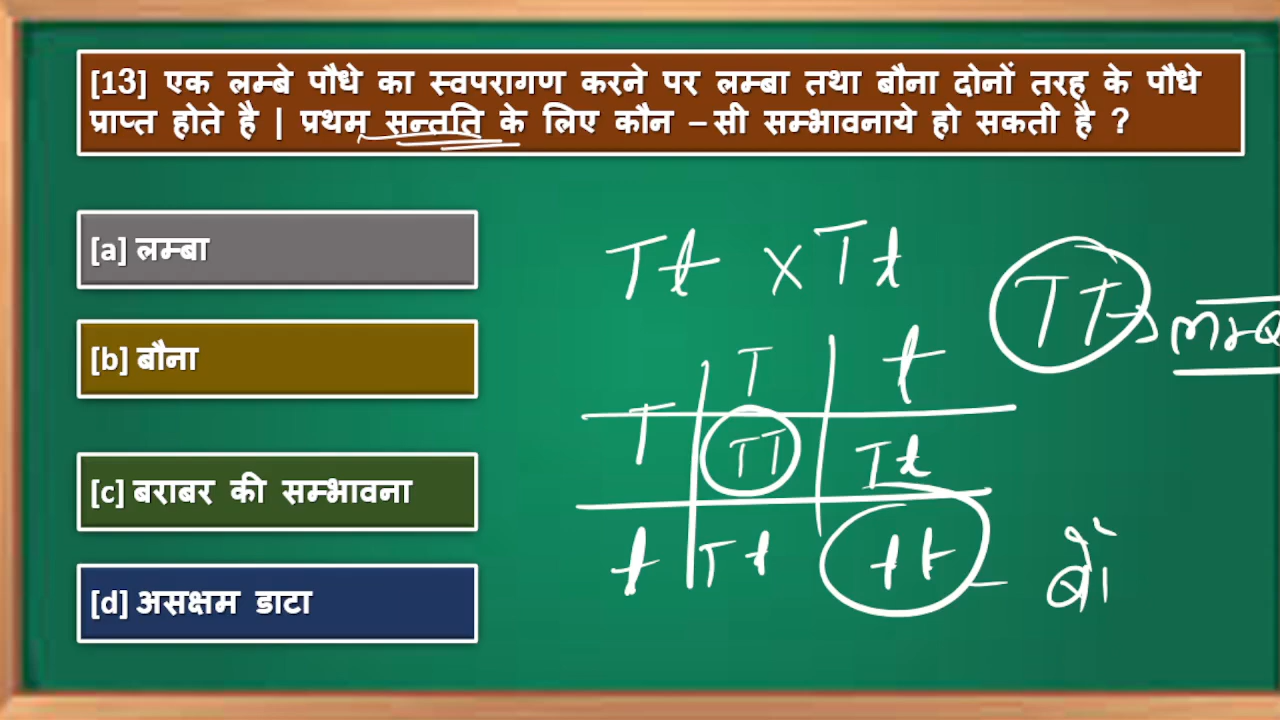 [13] एक लम्बे पौधे का स्वपरागण करने पर लम्बा तथा बौना दोनों तरह के पौधे
प्राप्त होते है | प्रथम सन्तति के लिए कौन –सी सम्भावनाये हो सकती है ?
[a] लम्बा
[b] बौना
[c] बराबर की सम्भावना
[d] असक्षम डाटा
Tt X Tt
Tt
T t
T TT Tt
t Tt tt